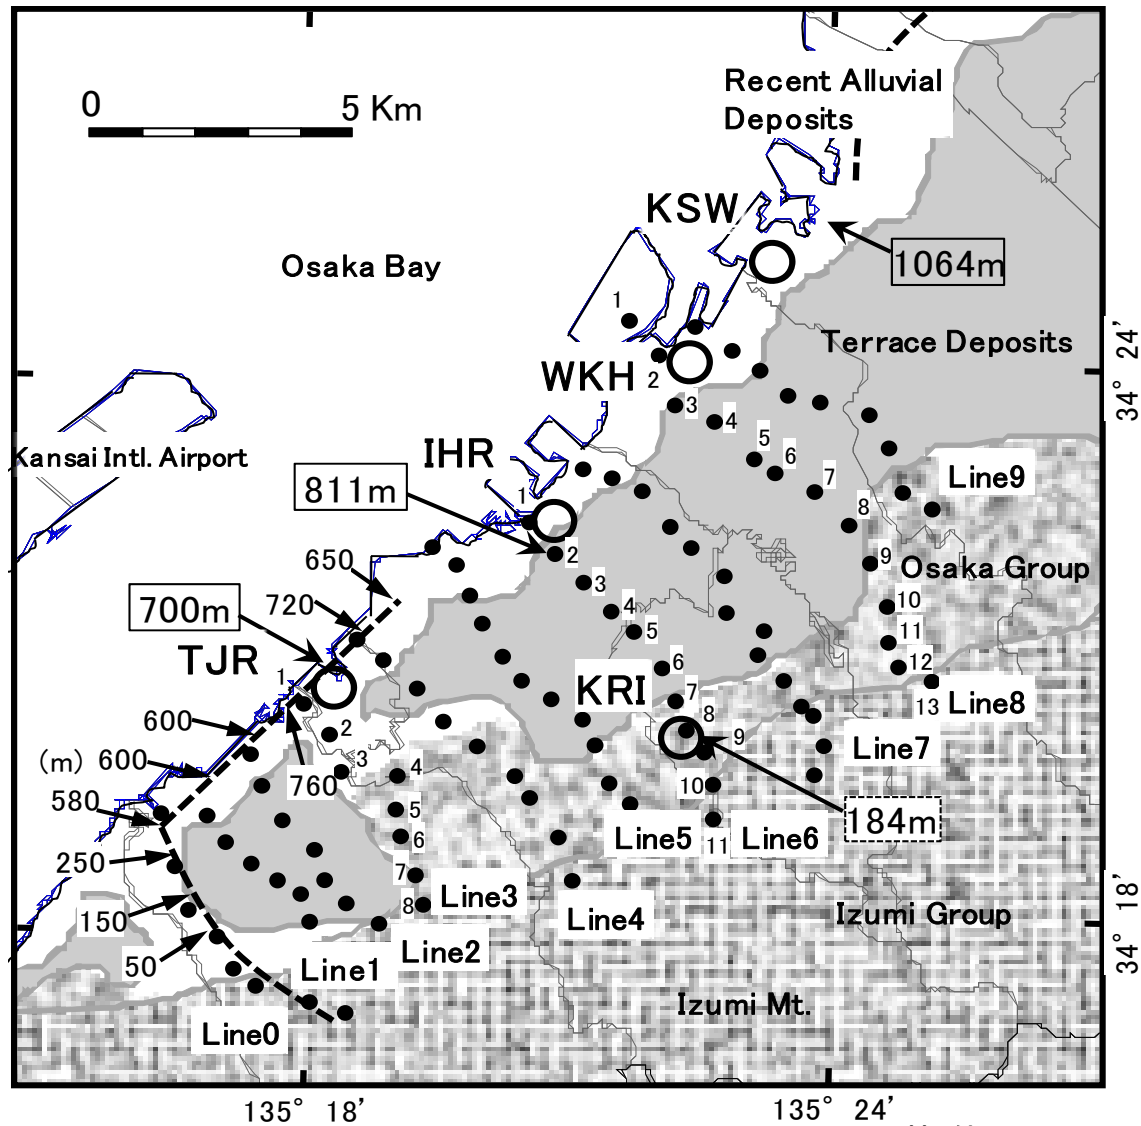 0 5 Km
Recent Alluvial
Deposits
KSW
1064m
Osaka Bay
1
Terrace Deposits
34° 24'
WKH
2
3
4
5
6
7
8
9
10
11
12
13
Kansai Intl. Airport
IHR
811m
1
2
3
4
5
6
7
8
9
10
11
Line9
Osaka Group
650
720
700m
TJR
KRI
1
2
3
4
5
6
7
8
Line8
Line7
600
(m) 600
580
760
184m
Line5
Line6
250
150
50
Line3
Line4
Line2
Line1
Line0
Izumi Group
Izumi Mt.
34° 18'
135° 18'
135° 24'